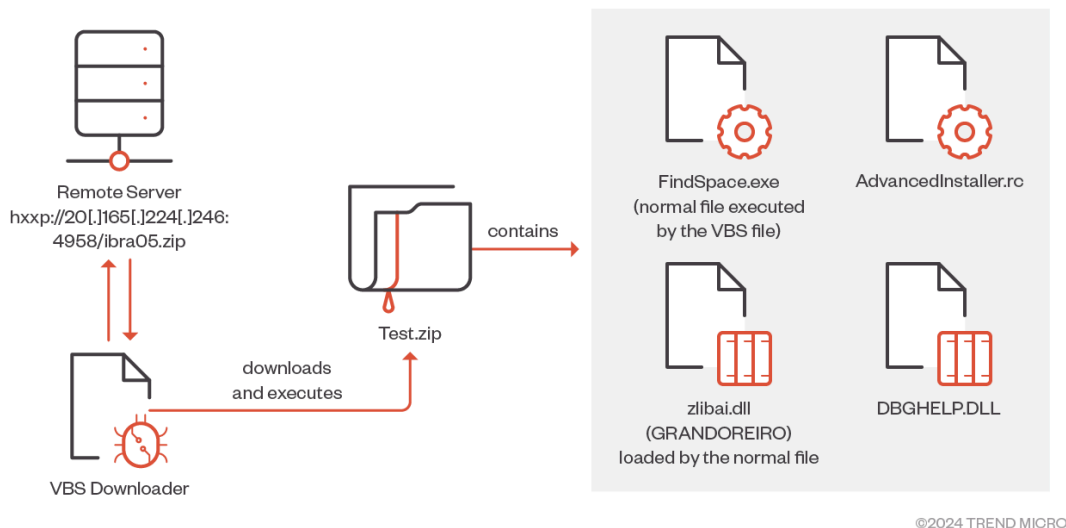 Remote Server
hxxp://20[.]165[.]224[.]246:
4958/ibra05.zip
VBS Downloader
downloads
and executes
Test.zip
contains
FindSpace.exe
(normal file executed
by the VBS file)
AdvancedInstaller.rc
zlibai.dll
(GRANDOREIRO)
loaded by the normal file
DBGHELP.DLL
©2024 TREND MICRO